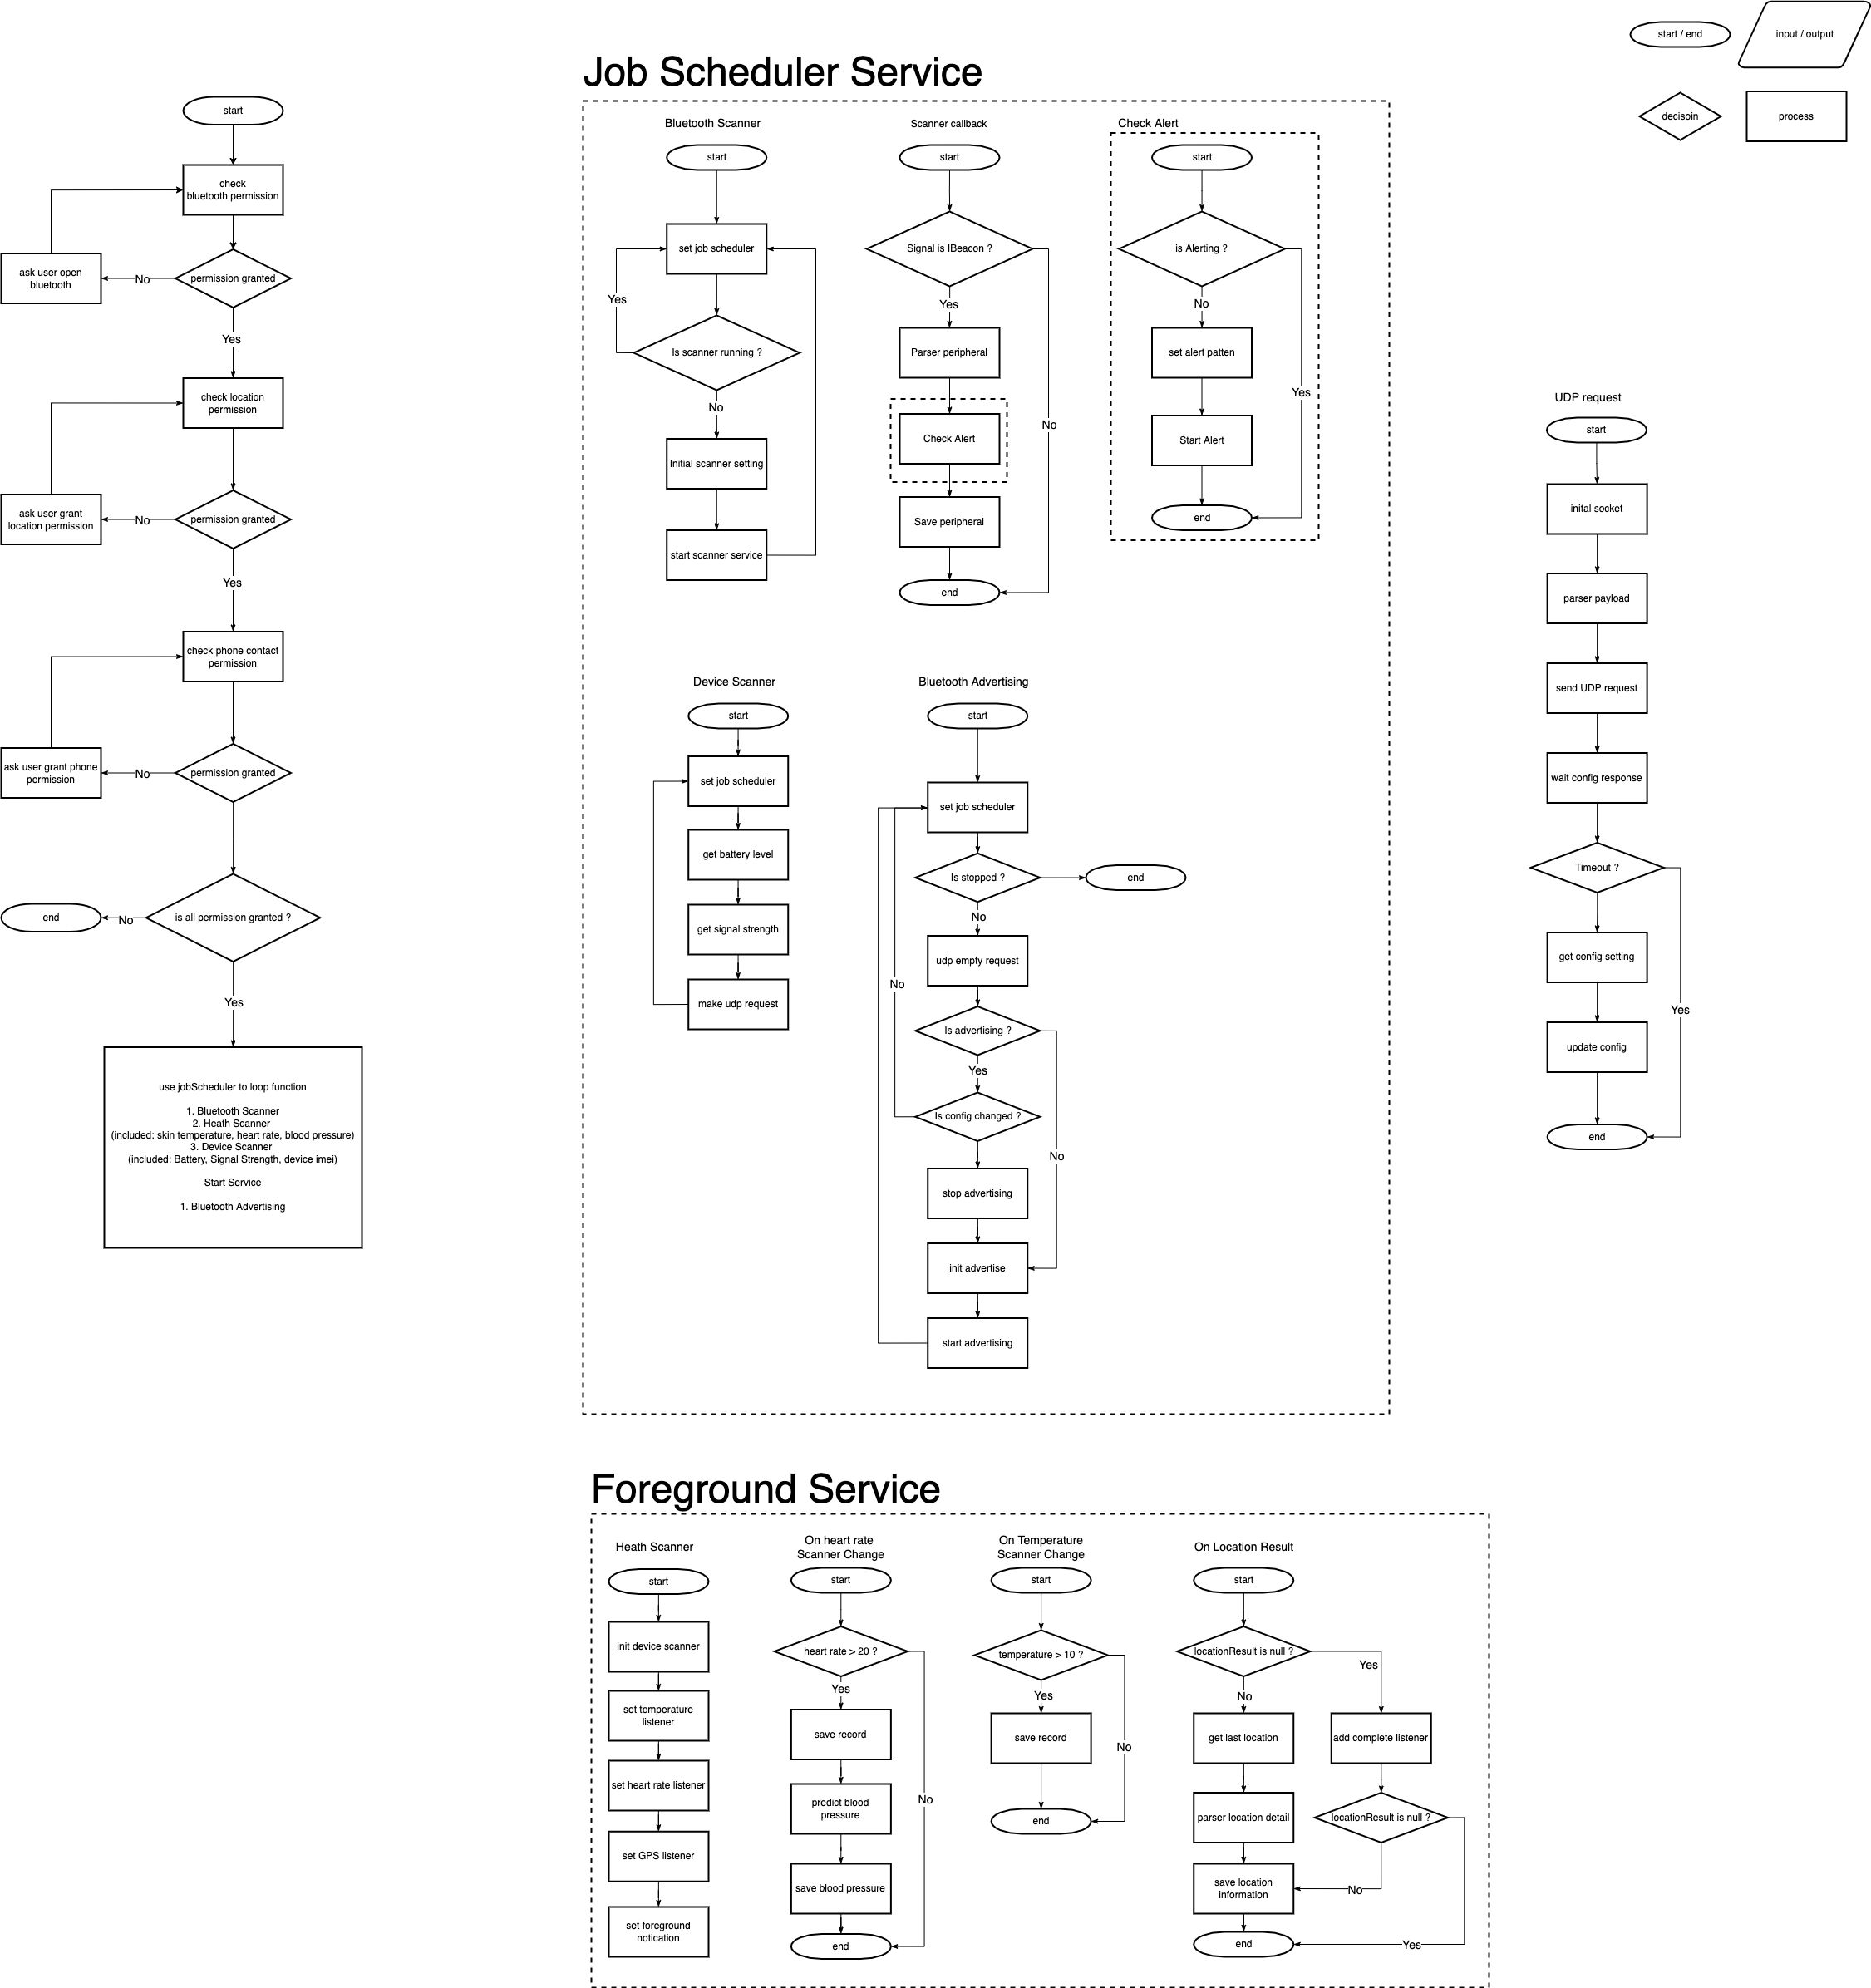 start / end
input / output
decisoin
process
start
check
bluetooth permission
ask user open
bluetooth
No
permission granted
Yes
check location
permission
ask user grant
location permission
No
permission granted
Yes
check phone contact
permission
ask user grant phone
permission
No
permission granted
end
No
is all permission granted ?
Yes
use jobScheduler to loop function
1. Bluetooth Scanner
2. Heath Scanner
(included: skin temperature, heart rate, blood pressure)
3. Device Scanner
(included: Battery, Signal Strength, device imei)
Start Service
1. Bluetooth Advertising
Job Scheduler Service
Bluetooth Scanner
start
set job scheduler
Yes
Is scanner running ?
No
Initial scanner setting
start scanner service
Scanner callback
start
Signal is IBeacon ?
Yes
Parser peripheral
Check Alert
No
Save peripheral
end
Check Alert
start
is Alerting ?
No
set alert patten
Yes
Start Alert
end
Device Scanner
start
set job scheduler
get battery level
get signal strength
make udp request
Bluetooth Advertising
start
set job scheduler
Is stopped ?
end
No
udp empty request
No
Is advertising ?
Yes
Is config changed ?
No
stop advertising
init advertise
start advertising
UDP request
start
inital socket
parser payload
send UDP request
wait config response
Timeout ?
get config setting
Yes
update config
end
Foreground Service
Heath Scanner
start
init device scanner
set temperature
listener
set heart rate listener
set GPS listener
set foreground
notication
On heart rate
Scanner Change
start
heart rate > 20 ?
Yes
save record
predict blood
pressure
No
save blood pressure
end
On Temperature
Scanner Change
start
temperature > 10 ?
Yes
save record
No
end
On Location Result
start
locationResult is null ?
Yes
No
get last location
add complete listener
parser location detail
locationResult is null ?
save location
information
No
end
Yes